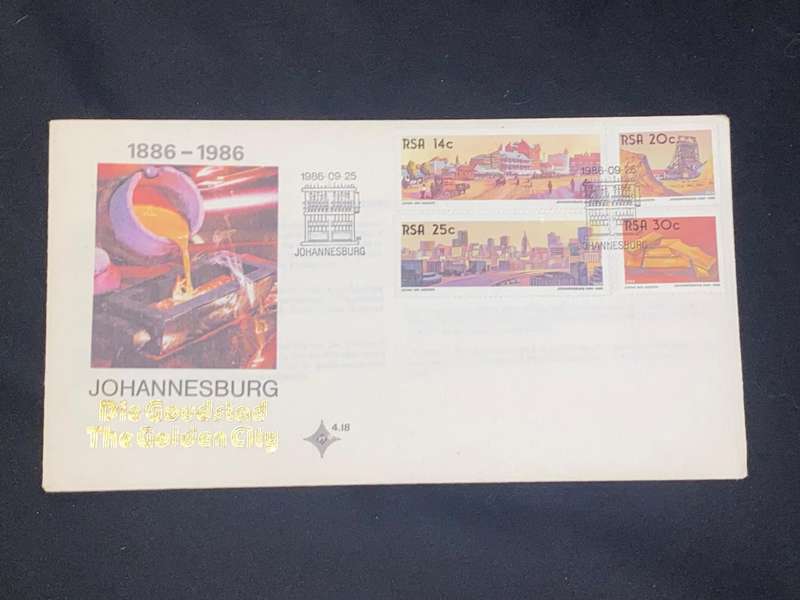 1886-1986
JOHANNESBURG
Die Goudstad
The Golden City
4.18
1986-09-25
JOHANNESBURG
RSA 14c
RSA 20c
1986-09-25
JOHANNESBURG
RSA 25c
RSA 30c